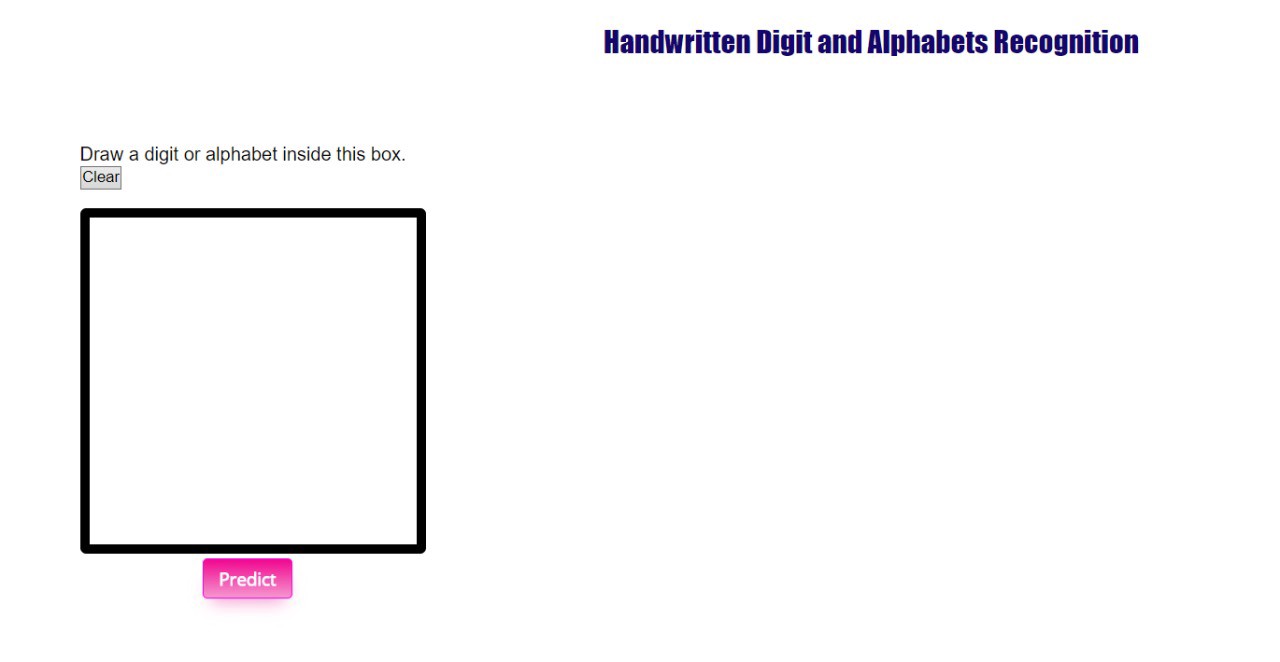 Handwritten Digit and Alphabets Recognition
Draw a digit or alphabet inside this box.
Clear
Predict